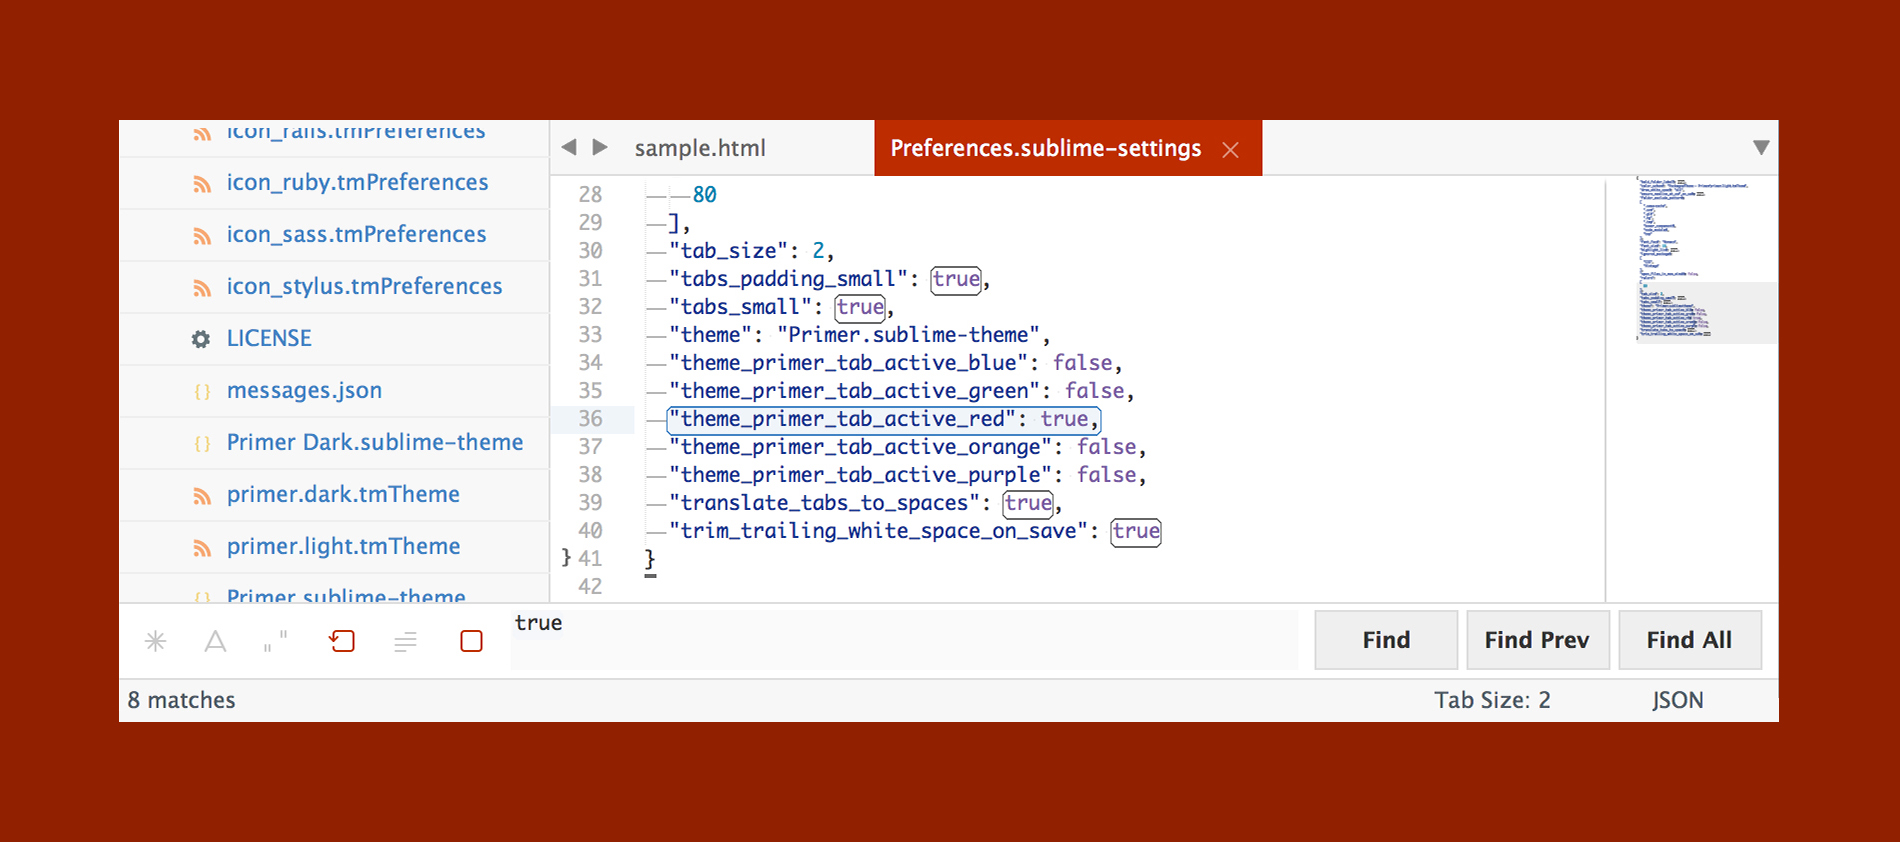 icon_rails.tmPreferences
icon_ruby.tmPreferences
icon_sass.tmPreferences
icon_stylus.tmPreferences
LICENSE
messages.json
Primer Dark.sublime-theme
primer.dark.tmTheme
primer.light.tmTheme
Primer.sublime-theme
sample.html
Preferences.sublime-settings
28 80
29 ],
30 "tab_size": 2,
31 "tabs_padding_small": true,
32 "tabs_small": true,
33 "theme": "Primer.sublime-theme",
34 "theme_primer_tab_active_blue": false,
35 "theme_primer_tab_active_green": false,
36 "theme_primer_tab_active_red": true,
37 "theme_primer_tab_active_orange": false,
38 "theme_primer_tab_active_purple": false,
39 "translate_tabs_to_spaces": true,
40 "trim_trailing_white_space_on_save": true
} 41 }
42
true
Find
Find Prev
Find All
8 matches
Tab Size: 2
JSON